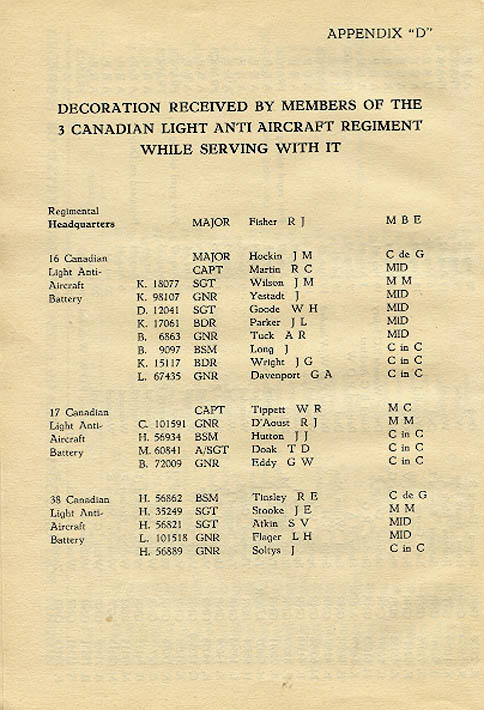 APPENDIX "D"
DECORATION RECEIVED BY MEMBERS OF THE
3 CANADIAN LIGHT ANTI AIRCRAFT REGIMENT
WHILE SERVING WITH IT
Regimental
Headquarters MAJOR Fisher R J M B E
16 Canadian MAJOR Hockin J M C de G
Light Anti- CAPT Martin R C MID
Aircraft K. 18077 SGT Wilson J M M M
Battery K. 98107 GNR Yestadt J MID
D. 12041 SGT Goode W H MID
K. 17061 BDR Parker J L MID
B. 6863 GNR Tuck A R MID
B. 9097 BSM Long J C in C
K. 15117 BDR Wright J G C in C
L. 67435 GNR Davenport G A C in C
17 Canadian CAPT Tippett W R M C
Light Anti- C. 101591 GNR D'Aoust R J M M
Aircraft H. 56934 BSM Hutton J J C in C
Battery M. 60841 A/SGT Doak T D C in C
B. 72009 GNR Eddy G W C in C
38 Canadian H. 56862 BSM Tinsley R E C de G
Light Anti- H. 35249 SGT Stooke J E M M
Aircraft H. 56821 SGT Atkin S V MID
Battery L. 101518 GNR Flager L H MID
H. 56889 GNR Soltys J C in C